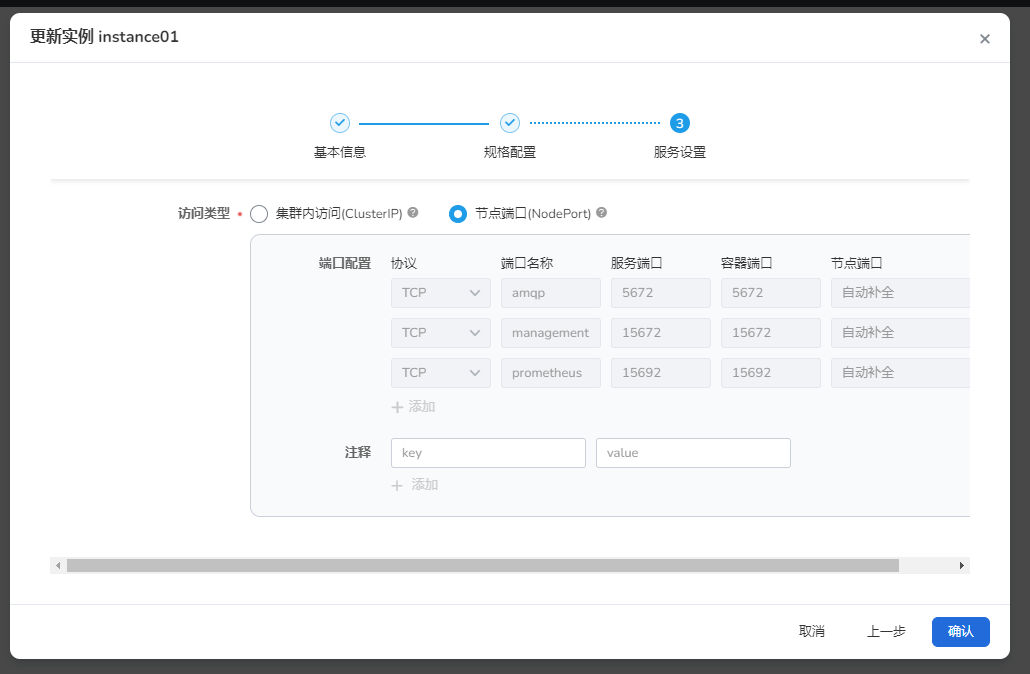 更新实例 instance01
3
基本信息 规格配置 服务设置
访问类型 • 集群内访问(ClusterIP) ? 节点端口(NodePort) ?
端口配置 协议 端口名称 服务端口 容器端口 节点端口
TCP amqp 5672 5672 自动补全
TCP management 15672 15672 自动补全
TCP prometheus 15692 15692 自动补全
+ 添加
注释 key value
+ 添加
取消 上一步 确认